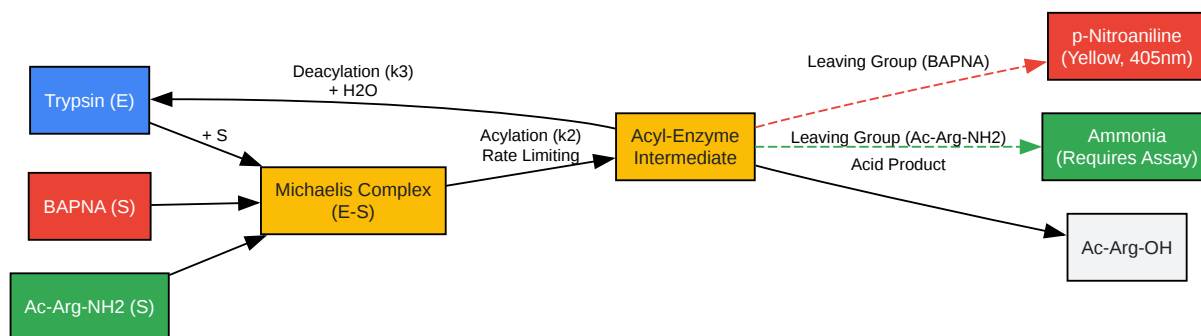 Trypsin (E)
BAPNA (S)
Ac-Arg-NH2 (S)
+ S
Michaelis Complex
(E-S)
Deacylation (k3)
+ H2O
Acylation (k2)
Rate Limiting
Acyl-Enzyme
Intermediate
Leaving Group (BAPNA)
Leaving Group (Ac-Arg-NH2)
Acid Product
p-Nitroaniline
(Yellow, 405nm)
Ammonia
(Requires Assay)
Ac-Arg-OH